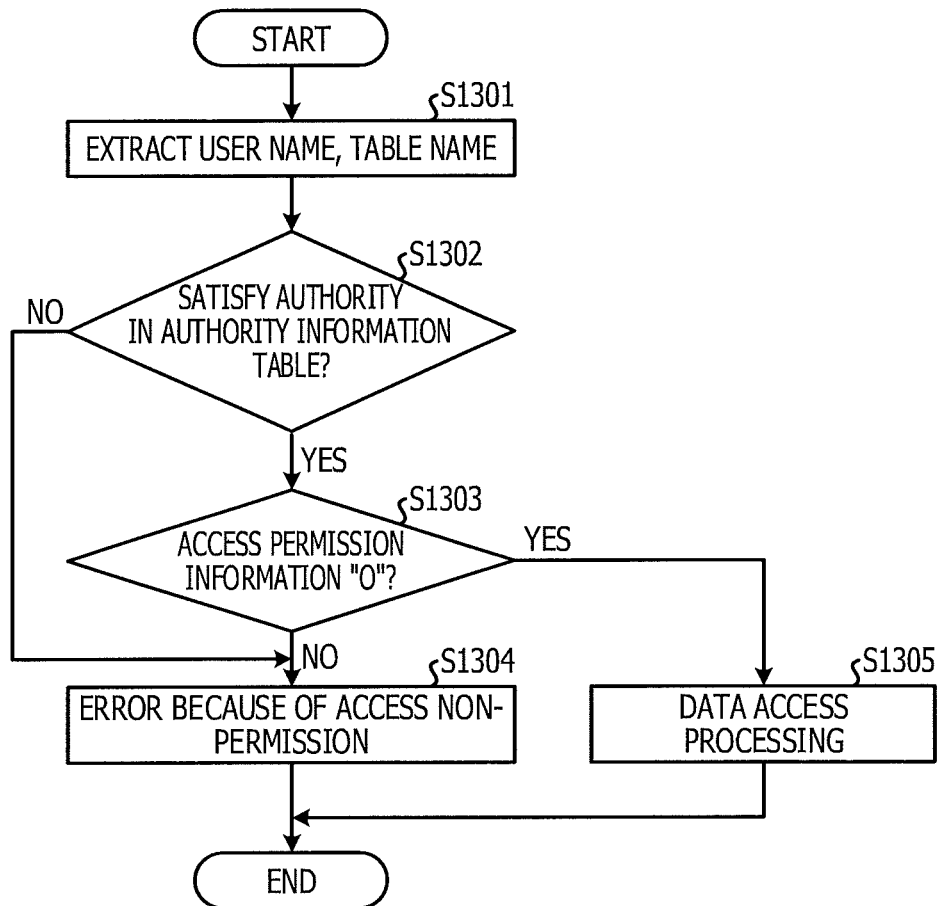 START
S1301
EXTRACT USER NAME, TABLE NAME
S1302
SATISFY AUTHORITY
IN AUTHORITY INFORMATION
TABLE?
NO
YES
S1303
ACCESS PERMISSION
INFORMATION "O"?
YES
NO
S1304
ERROR BECAUSE OF ACCESS NON-
PERMISSION
S1305
DATA ACCESS
PROCESSING
END